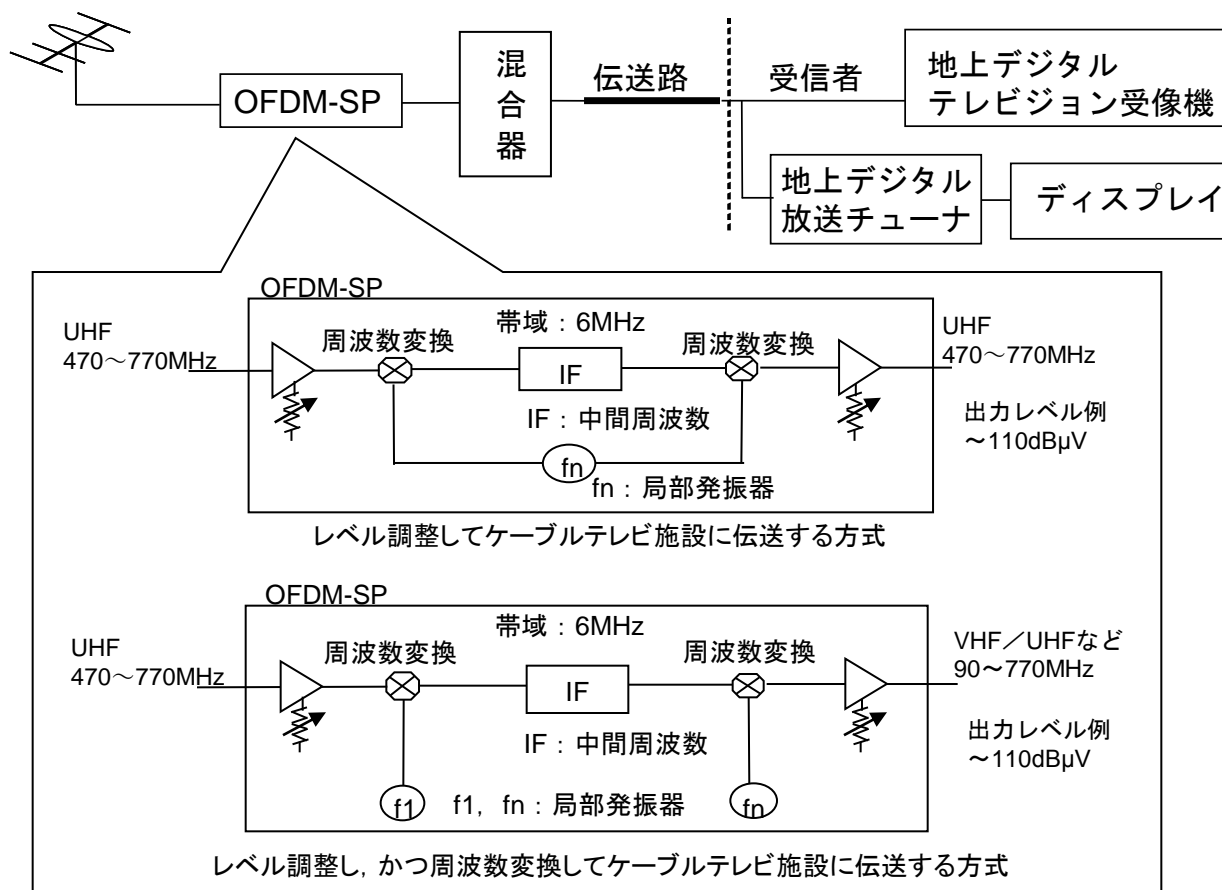 OFDM-SP
混
合
器
伝送路
受信者
地上デジタル
テレビジョン受像機
地上デジタル
放送チューナ
ディスプレイ
OFDM-SP
UHF
470～770MHz
周波数変換
帯域：6MHz
周波数変換
UHF
470～770MHz
IF
IF：中間周波数
出力レベル例
～110dBµV
fn
fn：局部発振器
レベル調整してケーブルテレビ施設に伝送する方式
OFDM-SP
UHF
470～770MHz
周波数変換
帯域：6MHz
周波数変換
VHF／UHFなど
90～770MHz
IF
IF：中間周波数
出力レベル例
～110dBµV
f1
f1，fn：局部発振器
fn
レベル調整し，かつ周波数変換してケーブルテレビ施設に伝送する方式